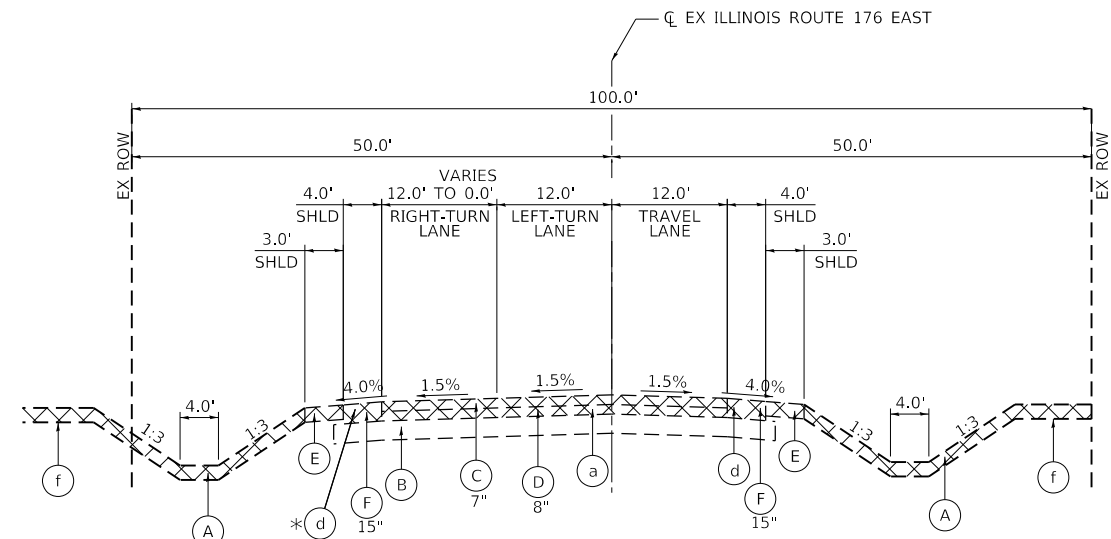 ℄ EX ILLINOIS ROUTE 176 EAST
100.0'
50.0' 50.0'
EX ROW
EX ROW
VARIES
4.0' 12.0' TO 0.0' 12.0' 12.0' 4.0'
SHLD RIGHT-TURN LEFT-TURN TRAVEL SHLD
LANE LANE LANE
3.0' 3.0'
SHLD SHLD
4.0% 1.5% 1.5% 1.5% 4.0%
4.0' 4.0'
1:3 1:3 1:3 1:3
f E B C D a d E f
7" 8"
A * d F F A
15" 15"